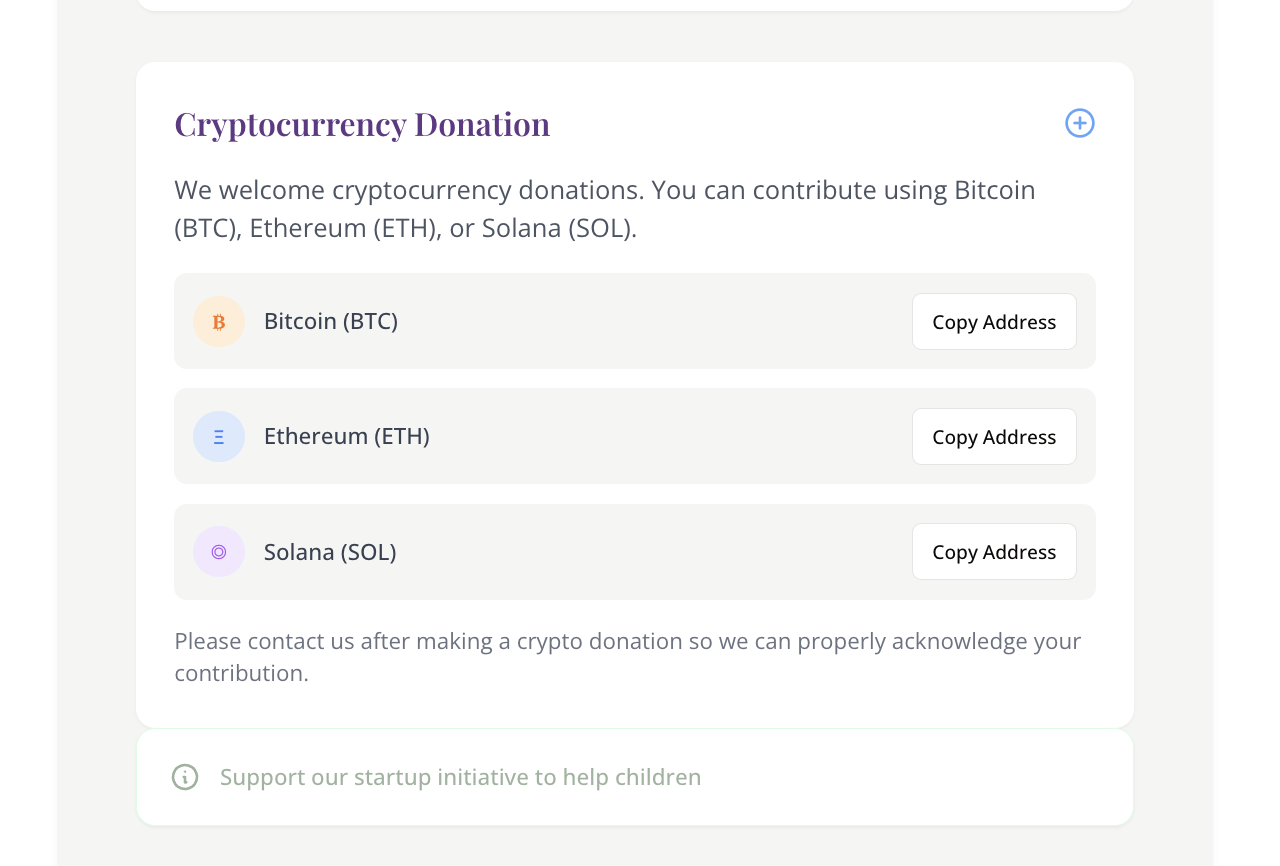 Cryptocurrency Donation
We welcome cryptocurrency donations. You can contribute using Bitcoin
(BTC), Ethereum (ETH), or Solana (SOL).
Bitcoin (BTC)
Copy Address
Ethereum (ETH)
Copy Address
Solana (SOL)
Copy Address
Please contact us after making a crypto donation so we can properly acknowledge your
contribution.
Support our startup initiative to help children